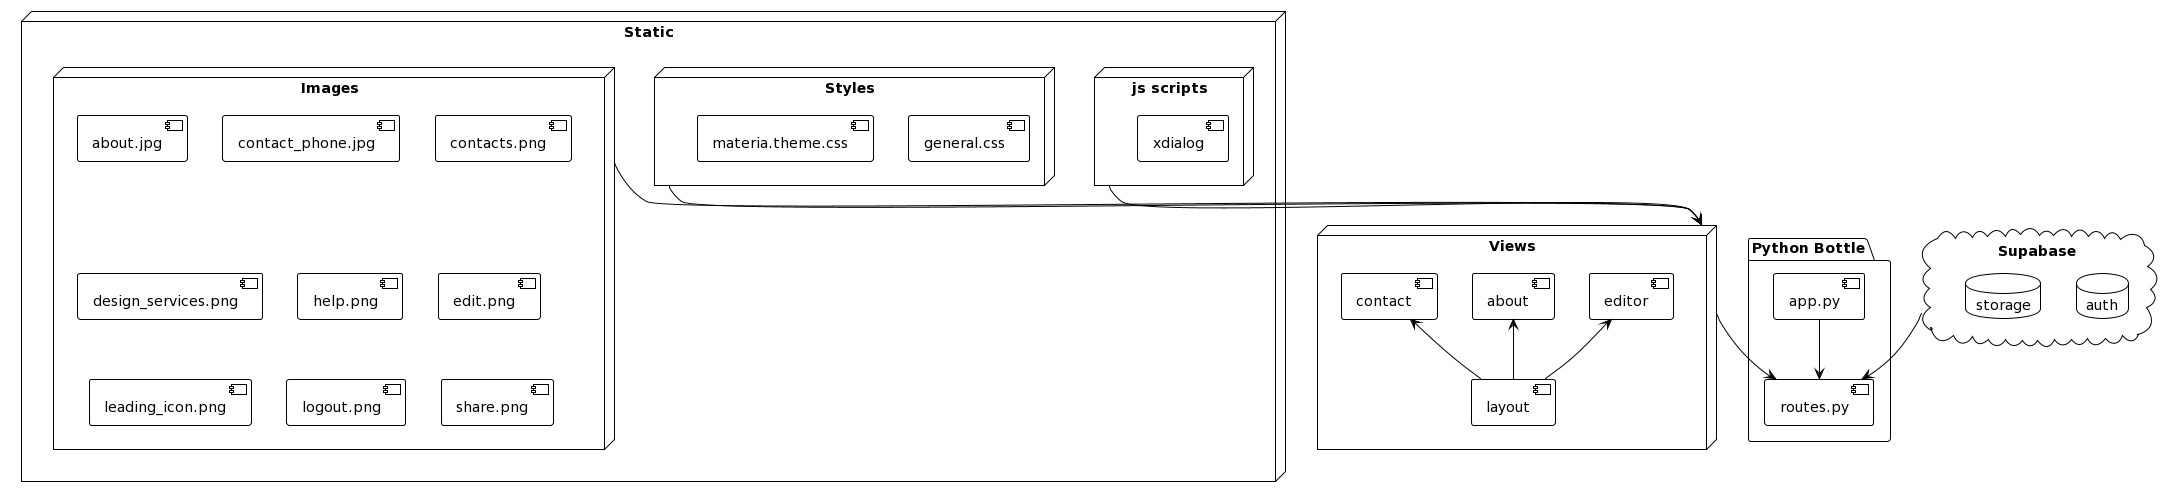 Static
Images
about.jpg
contact_phone.jpg
contacts.png
design_services.png
help.png
edit.png
leading_icon.png
logout.png
share.png
Styles
materia.theme.css
general.css
js scripts
xdialog
Views
contact
about
editor
layout
Python Bottle
app.py
routes.py
Supabase
storage
auth